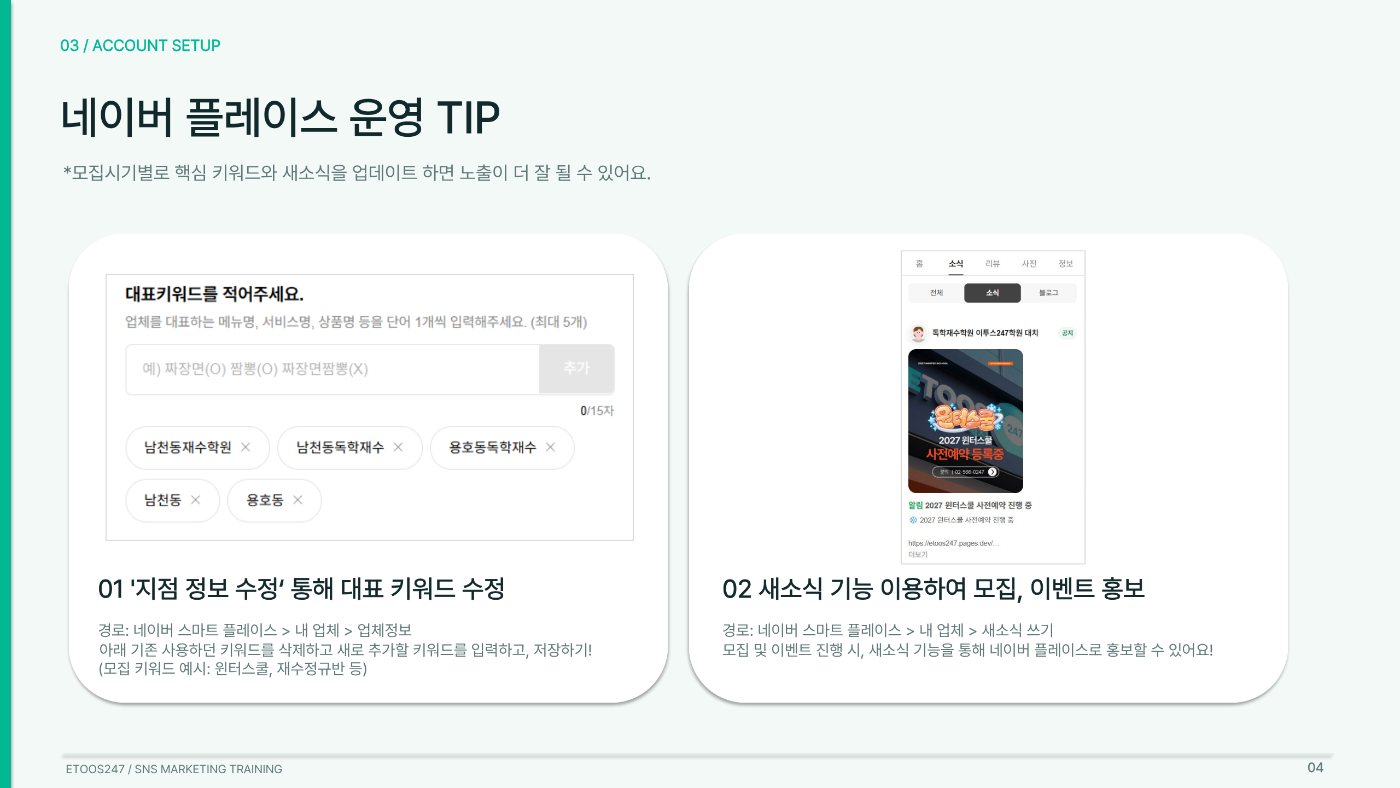 03 / ACCOUNT SETUP
네이버 플레이스 운영 TIP
*모집시기별로 핵심 키워드와 새소식을 업데이트 하면 노출이 더 잘 될 수 있어요.
대표키워드를 적어주세요.
업체를 대표하는 메뉴명, 서비스명, 상품명 등을 단어 1개씩 입력해주세요. (최대 5개)
예) 짜장면(O) 짬뽕(O) 짜장면짬뽕(X)
추가
0/15자
남천동재수학원 ×
남천동독학재수 ×
용호동독학재수 ×
남천동 ×
용호동 ×
01 '지점 정보 수정‘ 통해 대표 키워드 수정
경로: 네이버 스마트 플레이스 > 내 업체 > 업체정보
아래 기존 사용하던 키워드를 삭제하고 새로 추가할 키워드를 입력하고, 저장하기!
(모집 키워드 예시: 윈터스쿨, 재수정규반 등)
홈 소식 리뷰 사진 정보
전체 소식 블로그
독학재수학원 이투스247학원 대치 공지
ETOOS
247
윈터스쿨
2027 윈터스쿨
사전예약 등록중
문의 | 02-566-0247
알림 2027 윈터스쿨 사전예약 진행 중
2027 윈터스쿨 사전예약 진행 중
https://etoos247.pages.dev/...
더보기
02 새소식 기능 이용하여 모집, 이벤트 홍보
경로: 네이버 스마트 플레이스 > 내 업체 > 새소식 쓰기
모집 및 이벤트 진행 시, 새소식 기능을 통해 네이버 플레이스로 홍보할 수 있어요!
ETOOS247 / SNS MARKETING TRAINING
04